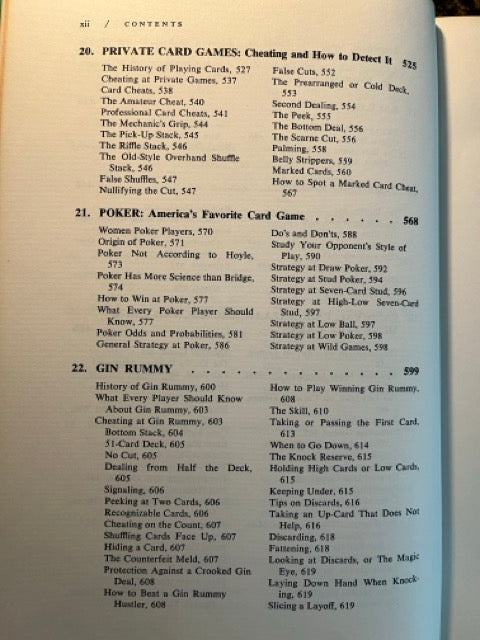 xii / CONTENTS
20. PRIVATE CARD GAMES: Cheating and How to Detect It 525
The History of Playing Cards, 527
Cheating at Private Games, 537
Card Cheats, 538
The Amateur Cheat, 540
Professional Card Cheats, 541
The Mechanic's Grip, 544
The Pick-Up Stack, 545
The Riffle Stack, 546
The Old-Style Overhand Shuffle
Stack, 546
False Shuffles, 547
Nullifying the Cut, 547
False Cuts, 552
The Prearranged or Cold Deck,
553
Second Dealing, 554
The Peek, 555
The Bottom Deal, 556
The Scarne Cut, 556
Palming, 558
Belly Strippers, 559
Marked Cards, 560
How to Spot a Marked Card Cheat,
567
21. POKER: America's Favorite Card Game . . . . . . 568
Women Poker Players, 570
Origin of Poker, 571
Poker Not According to Hoyle,
573
Poker Has More Science than Bridge,
574
How to Win at Poker, 577
What Every Poker Player Should
Know, 577
Poker Odds and Probabilities, 581
General Strategy at Poker, 586
Do's and Don'ts, 588
Study Your Opponent's Style of
Play, 590
Strategy at Draw Poker, 592
Strategy at Stud Poker, 594
Strategy at Seven-Card Stud, 596
Strategy at High-Low Seven-Card
Stud, 597
Strategy at Low Ball, 597
Strategy at Low Poker, 598
Strategy at Wild Games, 598
22. GIN RUMMY . . . . . . . . . . . . . . 599
History of Gin Rummy, 600
What Every Player Should Know
About Gin Rummy, 603
Cheating at Gin Rummy, 603
Bottom Stack, 604
51-Card Deck, 605
No Cut, 605
Dealing from Half the Deck,
605
Signaling, 606
Peeking at Two Cards, 606
Recognizable Cards, 606
Cheating on the Count, 607
Shuffling Cards Face Up, 607
Hiding a Card, 607
The Counterfeit Meld, 607
Protection Against a Crooked Gin
Deal, 608
How to Beat a Gin Rummy
Hustler, 608
How to Play Winning Gin Rummy,
608
The Skill, 610
Taking or Passing the First Card,
613
When to Go Down, 614
The Knock Reserve, 615
Holding High Cards or Low Cards,
615
Keeping Under, 615
Tips on Discards, 616
Taking an Up-Card That Does Not
Help, 616
Discarding, 618
Fattening, 618
Looking at Discards, or The Magic
Eye, 619
Laying Down Hand When Knock-
ing, 619
Slicing a Layoff, 619